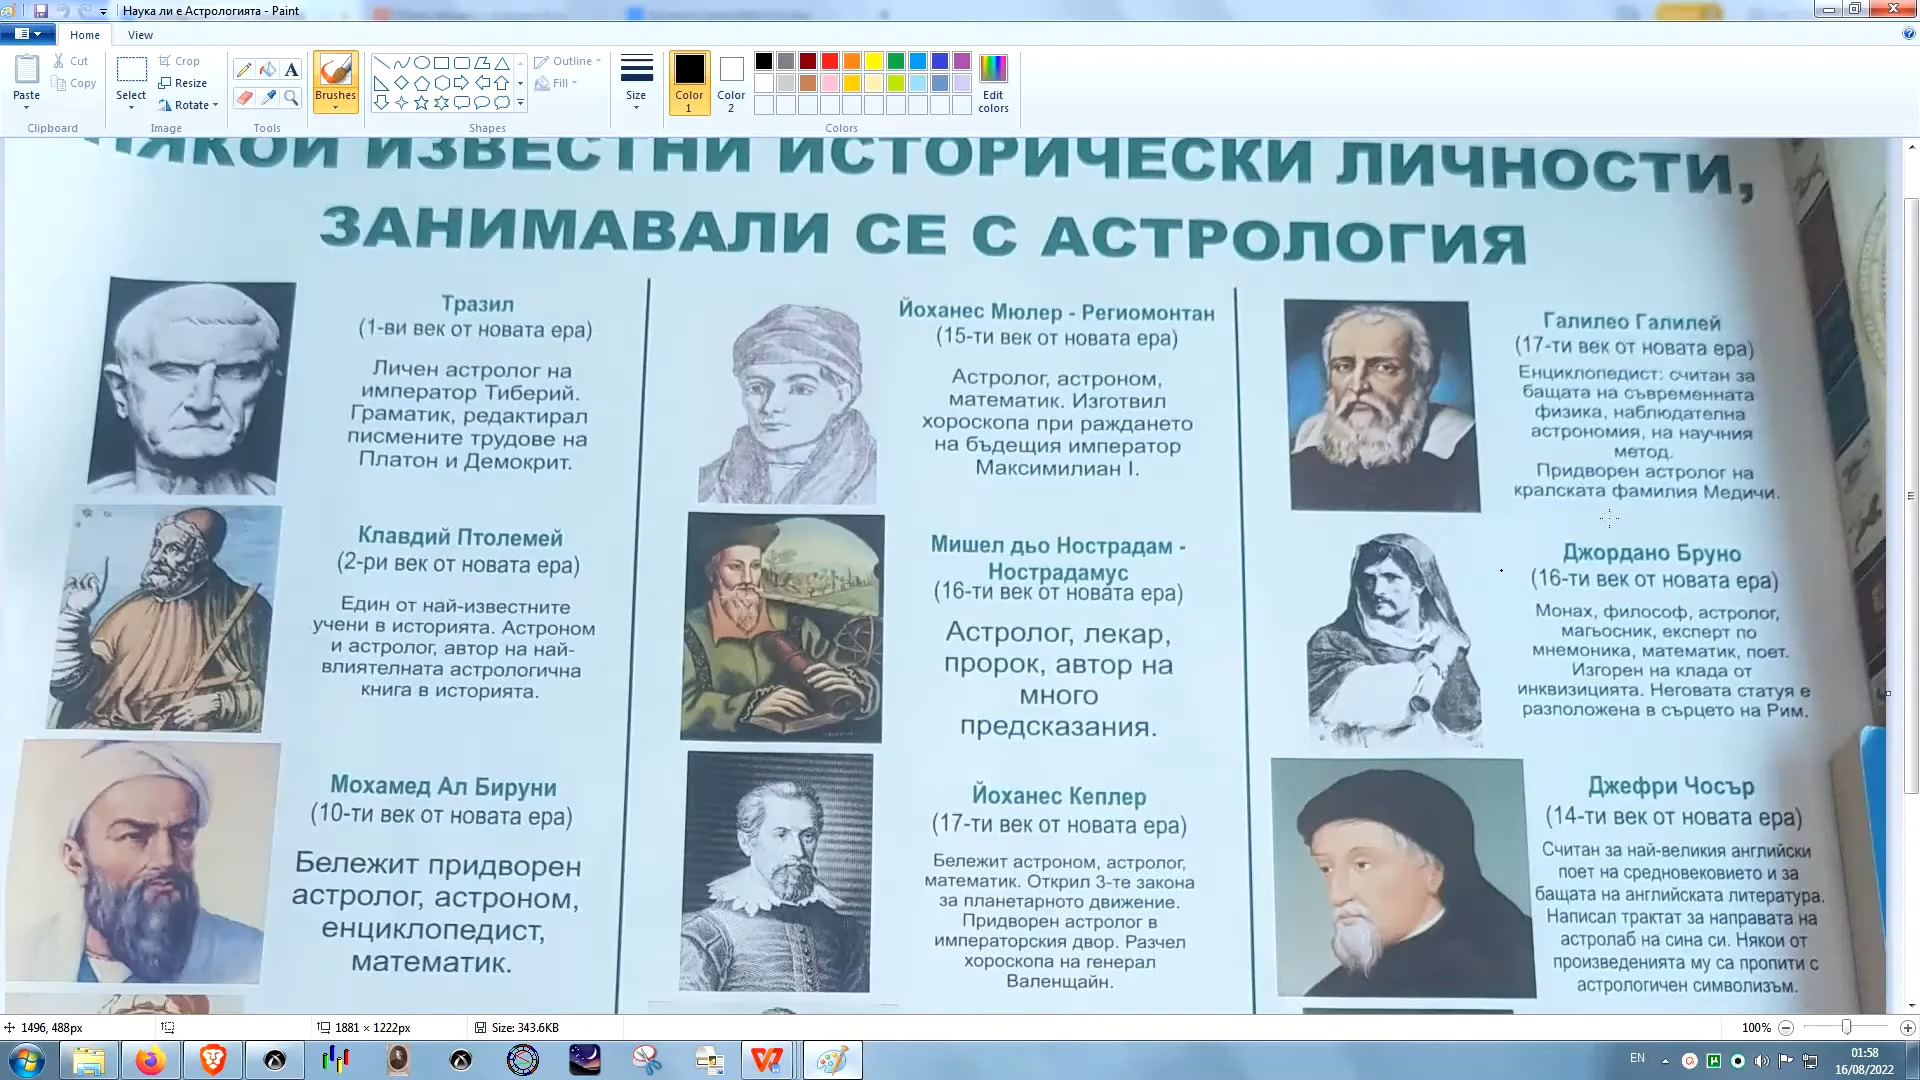 Наука ли е Астрологията - Paint
Home
View
Paste
Cut
Copy
Clipboard
Select
Crop
Resize
Rotate
Image
Tools
Brushes
Shapes
Outline
Fill
Size
Color 1
Color 2
Edit colors
Colors
НЯКОИ ИЗВЕСТНИ ИСТОРИЧЕСКИ ЛИЧНОСТИ,
ЗАНИМАВАЛИ СЕ С АСТРОЛОГИЯ
Тразил
(1-ви век от новата ера)
Личен астролог на
император Тиберий.
Граматик, редактирал
писмените трудове на
Платон и Демокрит.
Клавдий Птолемей
(2-ри век от новата ера)
Един от най-известните
учени в историята. Астроном
и астролог, автор на най-
влиятелната астрологична
книга в историята.
Мохамед Ал Бируни
(10-ти век от новата ера)
Бележит придворен
астролог, астроном,
енциклопедист,
математик.
Йоханес Мюлер - Региомонтан
(15-ти век от новата ера)
Астролог, астроном,
математик. Изготвил
хороскопа при раждането
на бъдещия император
Максимилиан I.
Мишел дьо Нострадам -
Нострадамус
(16-ти век от новата ера)
Астролог, лекар,
пророк, автор на
много
предсказания.
Йоханес Кеплер
(17-ти век от новата ера)
Бележит астроном, астролог,
математик. Открил 3-те закона
за планетарното движение.
Придворен астролог в
императорския двор. Разчел
хороскопа на генерал
Валенщайн.
Галилео Галилей
(17-ти век от новата ера)
Енциклопедист: считан за
бащата на съвременната
физика, наблюдателна
астрономия, на научния
метод.
Придворен астролог на
кралската фамилия Медичи.
Джордано Бруно
(16-ти век от новата ера)
Монах, философ, астролог,
магьосник, експерт по
мнемоника, математик, поет.
Изгорен на клада от
инквизицията. Неговата статуя е
разположена в сърцето на Рим.
Джефри Чосър
(14-ти век от новата ера)
Считан за най-великия английски
поет на средновековието и за
бащата на английската литература.
Написал трактат за направата на
астролаб на сина си. Някои от
произведенията му са пропити с
астрологичен символизъм.
1496, 488px
1881 × 1222px
Size: 343.6KB
100%
EN
01:58
16/08/2022